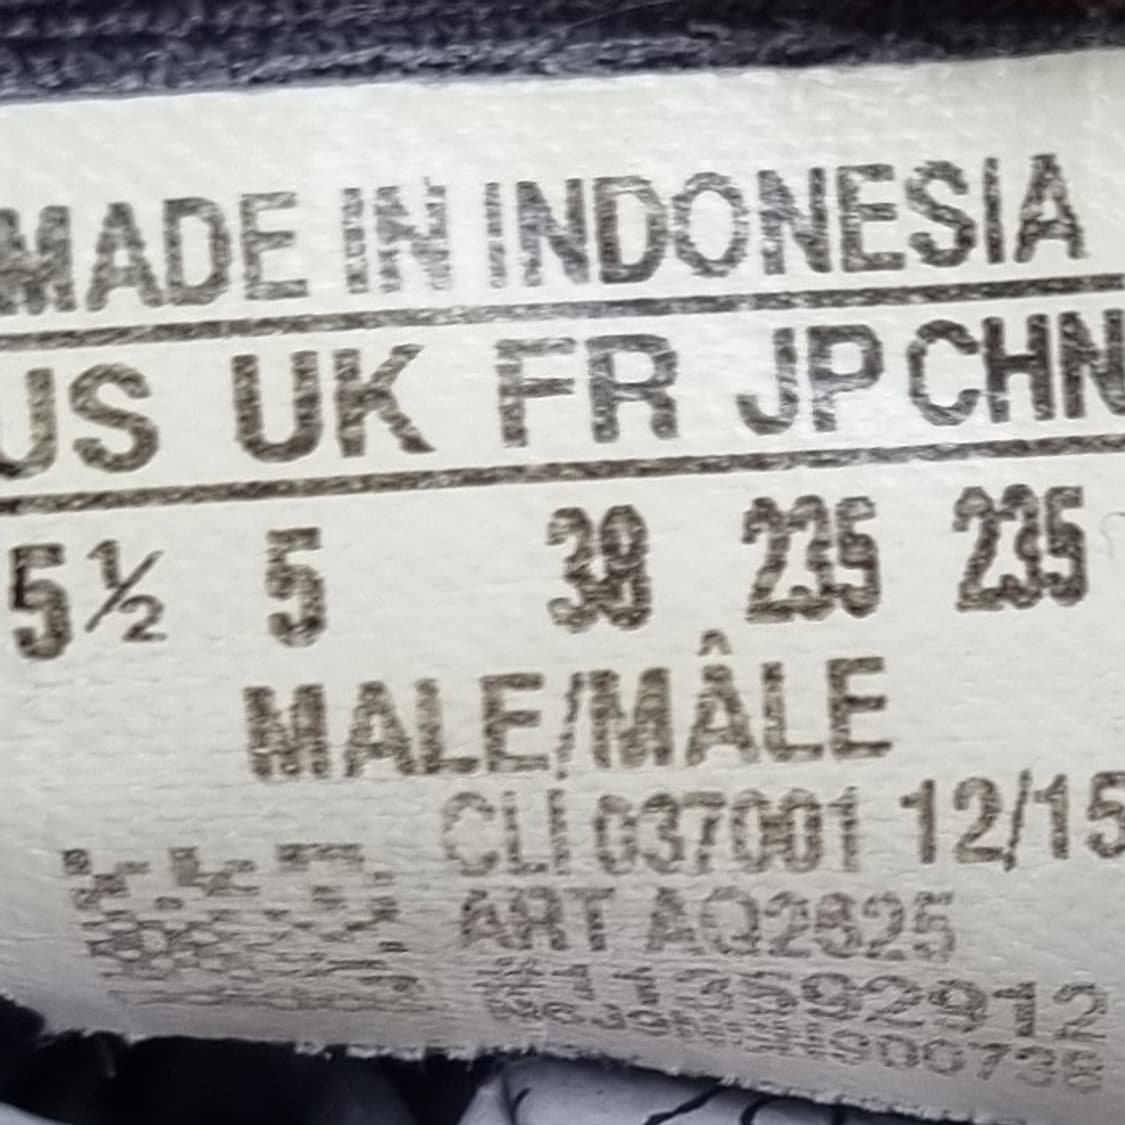 MADE IN INDONESIA
US UK FR JP CHN
5½ 5 38 235 235
MALE/MÂLE
CLI 037001 12/15
ART AQ2825